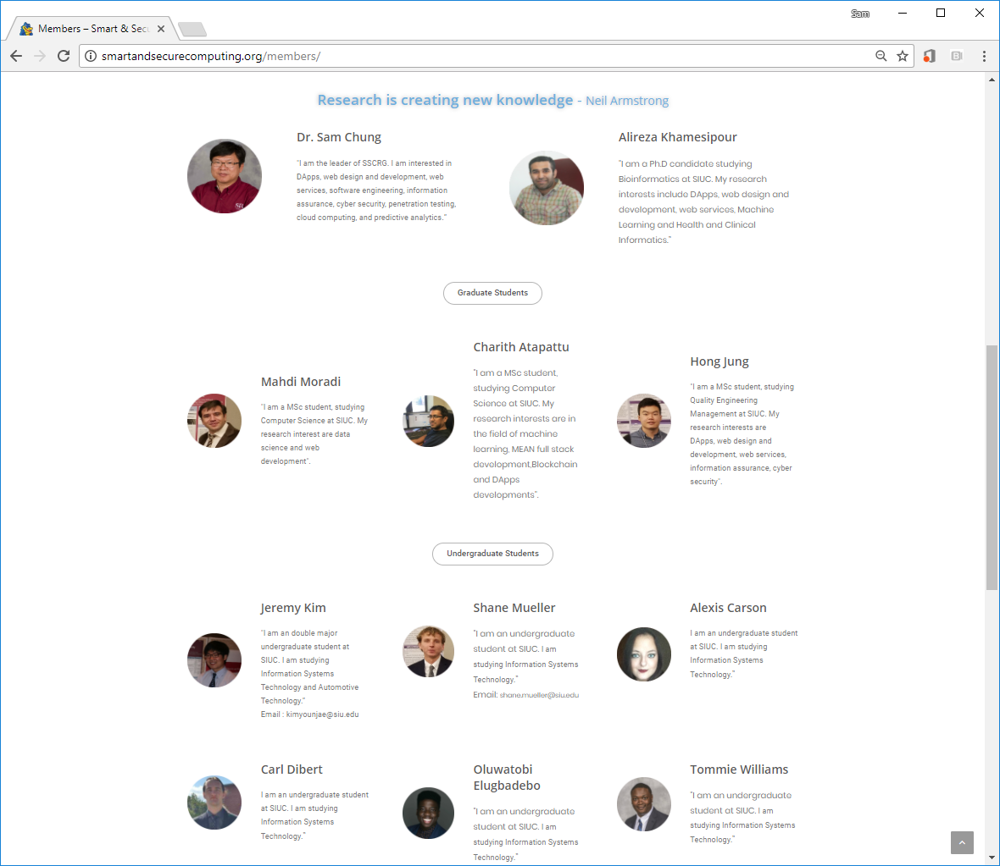 Sam
Members – Smart & Sec
smartandsecurecomputing.org/members/
Research is creating new knowledge - Neil Armstrong
Dr. Sam Chung
"I am the leader of SSCRG. I am interested in
DApps, web design and development, web
services, software engineering, information
assurance, cyber security, penetration testing,
cloud computing, and predictive analytics."
Alireza Khamesipour
"I am a Ph.D candidate studying
Bioinformatics at SIUC. My research
interests include DApps, web design and
development, web services, Machine
Learning and Health and Clinical
Informatics."
Graduate Students
Mahdi Moradi
"I am a MSc student, studying
Computer Science at SIUC. My
research interest are data
science and web
development".
Charith Atapattu
"I am a MSc student,
studying Computer
Science at SIUC. My
research interests are in
the field of machine
learning, MEAN full stack
development,Blockchain
and DApps
developments".
Hong Jung
"I am a MSc student, studying
Quality Engineering
Management at SIUC. My
research interests are
DApps, web design and
development, web services,
information assurance, cyber
security".
Undergraduate Students
Jeremy Kim
"I am an double major
undergraduate student at
SIUC. I am studying
Information Systems
Technology and Automotive
Technology."
Email : kimyounjae@siu.edu
Shane Mueller
"I am an undergraduate
student at SIUC. I am
studying Information Systems
Technology."
Email: shane.mueller@siu.edu
Alexis Carson
I am an undergraduate student
at SIUC. I am studying
Information Systems
Technology."
Carl Dibert
I am an undergraduate student
at SIUC. I am studying
Information Systems
Technology."
Oluwatobi
Elugbadebo
"I am an undergraduate
student at SIUC. I am
studying Information Systems
Technology."
Tommie Williams
"I am an undergraduate
student at SIUC. I am
studying Information Systems
Technology."